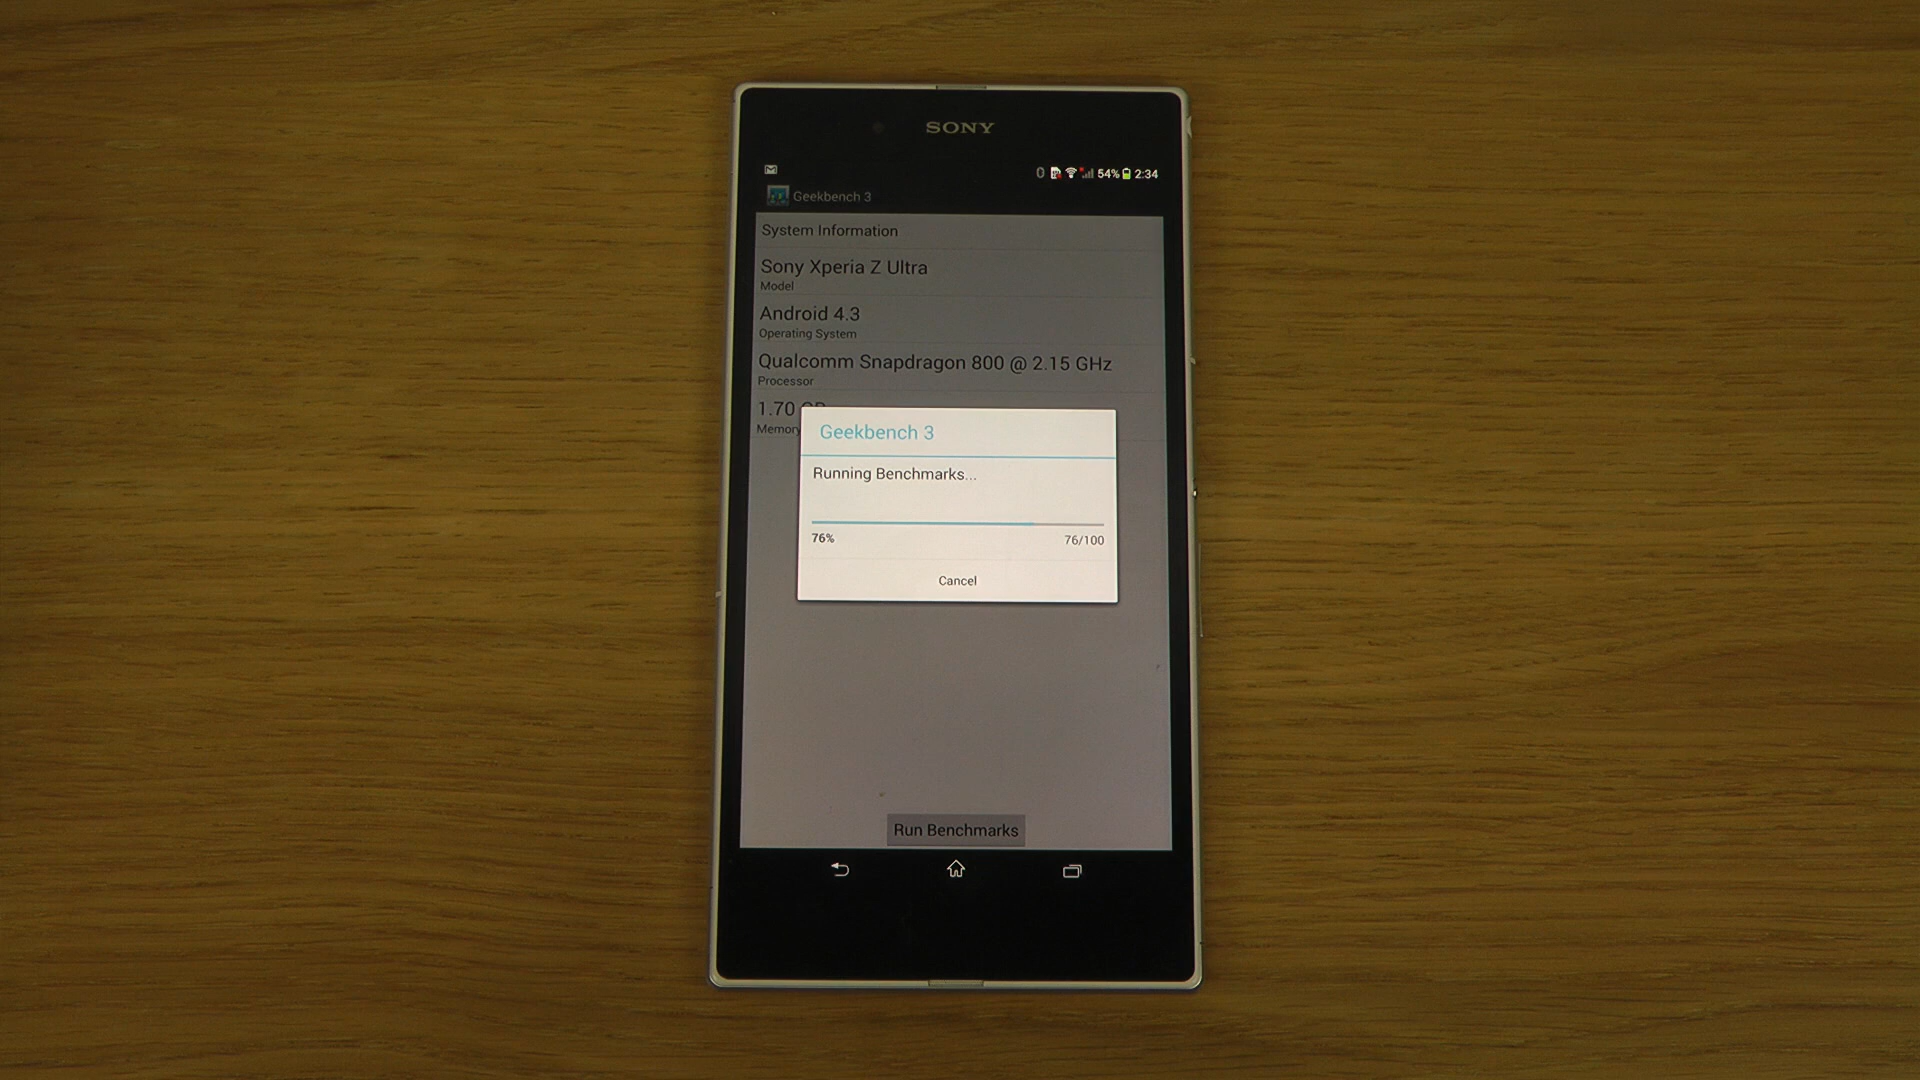 SONY
54% 2:34
Geekbench 3
System Information
Sony Xperia Z Ultra
Model
Android 4.3
Operating System
Qualcomm Snapdragon 800 @ 2.15 GHz
Processor
1.70
Memory
Geekbench 3
Running Benchmarks...
76% 76/100
Cancel
Run Benchmarks